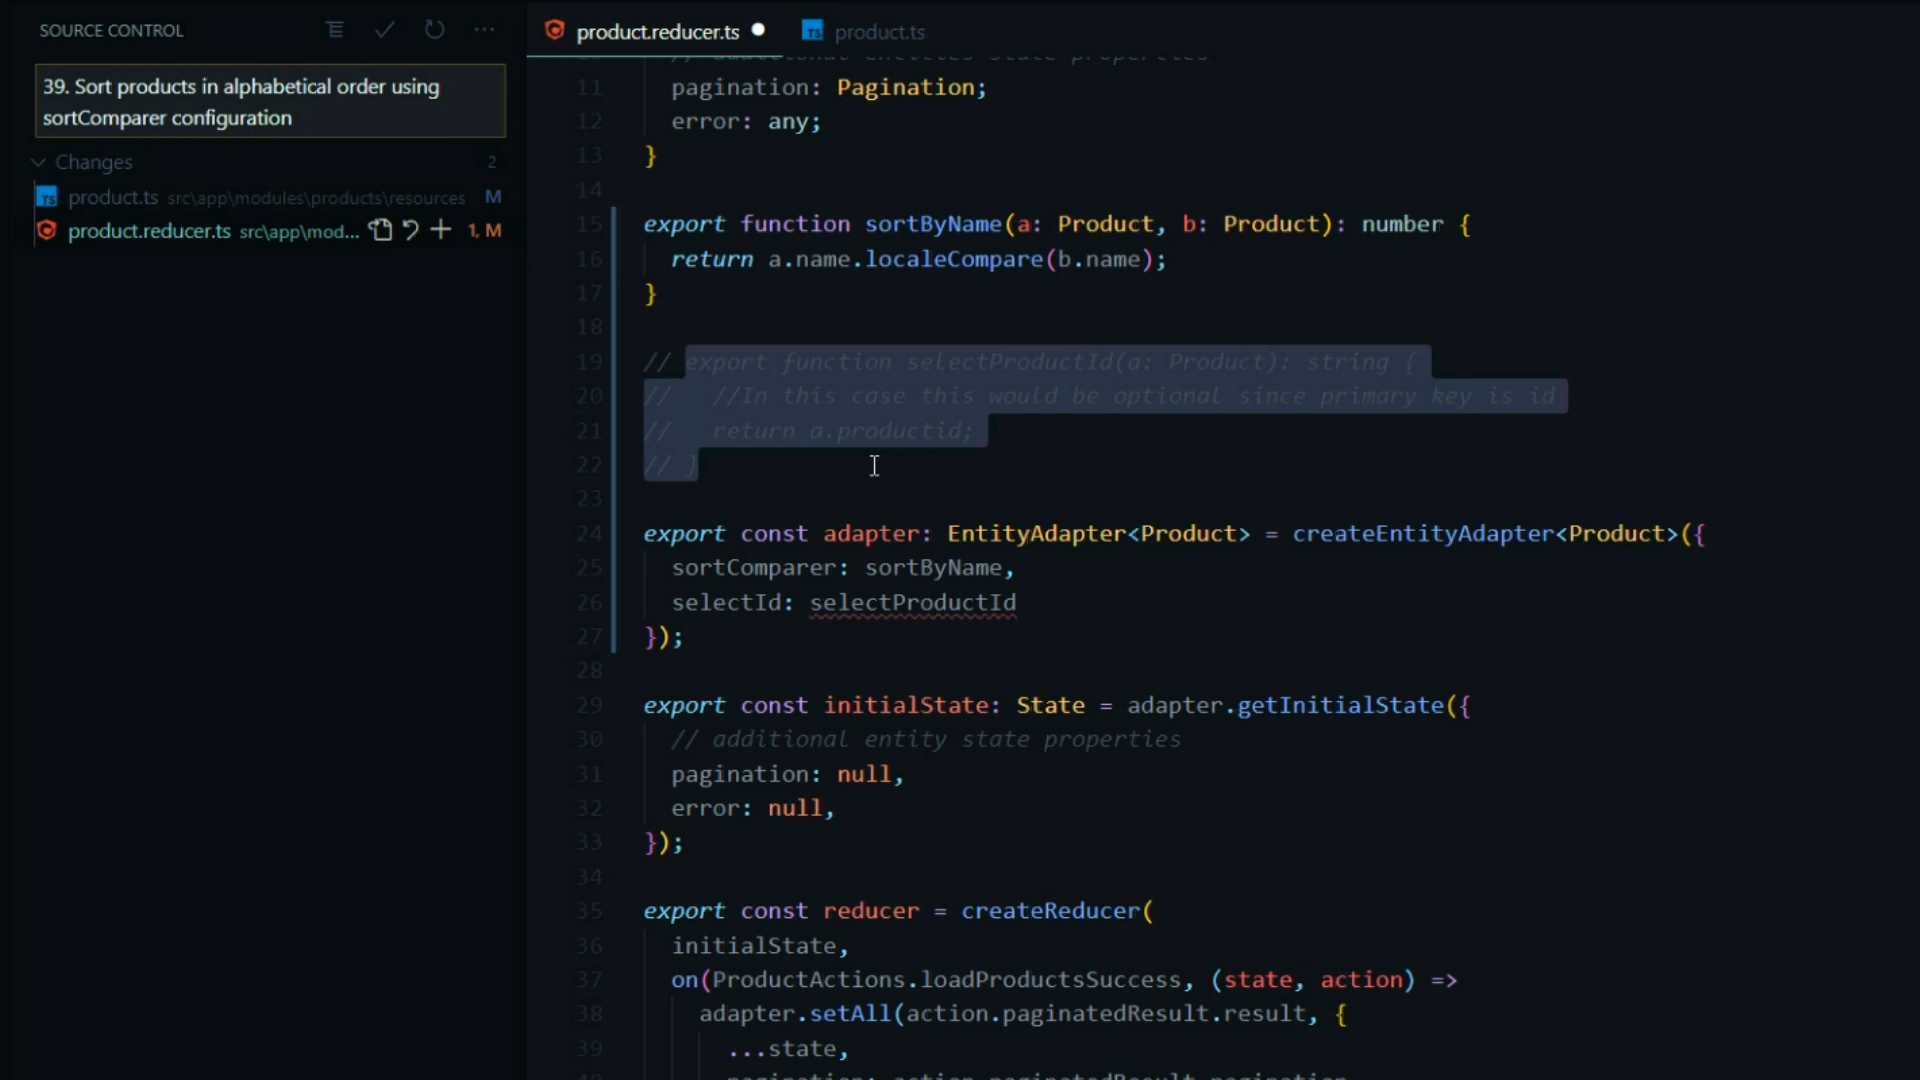 SOURCE CONTROL
product.reducer.ts
TS product.ts
39. Sort products in alphabetical order using
sortComparer configuration
Changes 2
TS product.ts src\app\modules\products\resources M
product.reducer.ts src\app\mod... 1, M
11 pagination: Pagination;
12 error: any;
13 }
14
15 export function sortByName(a: Product, b: Product): number {
16 return a.name.localeCompare(b.name);
17 }
18
19 // export function selectProductId(a: Product): string {
20 // //In this case this would be optional since primary key is id
21 // return a.productid;
22 // }
23
24 export const adapter: EntityAdapter<Product> = createEntityAdapter<Product>({
25 sortComparer: sortByName,
26 selectId: selectProductId
27 });
28
29 export const initialState: State = adapter.getInitialState({
30 // additional entity state properties
31 pagination: null,
32 error: null,
33 });
34
35 export const reducer = createReducer(
36 initialState,
37 on(ProductActions.loadProductsSuccess, (state, action) =>
38 adapter.setAll(action.paginatedResult.result, {
39 ...state,